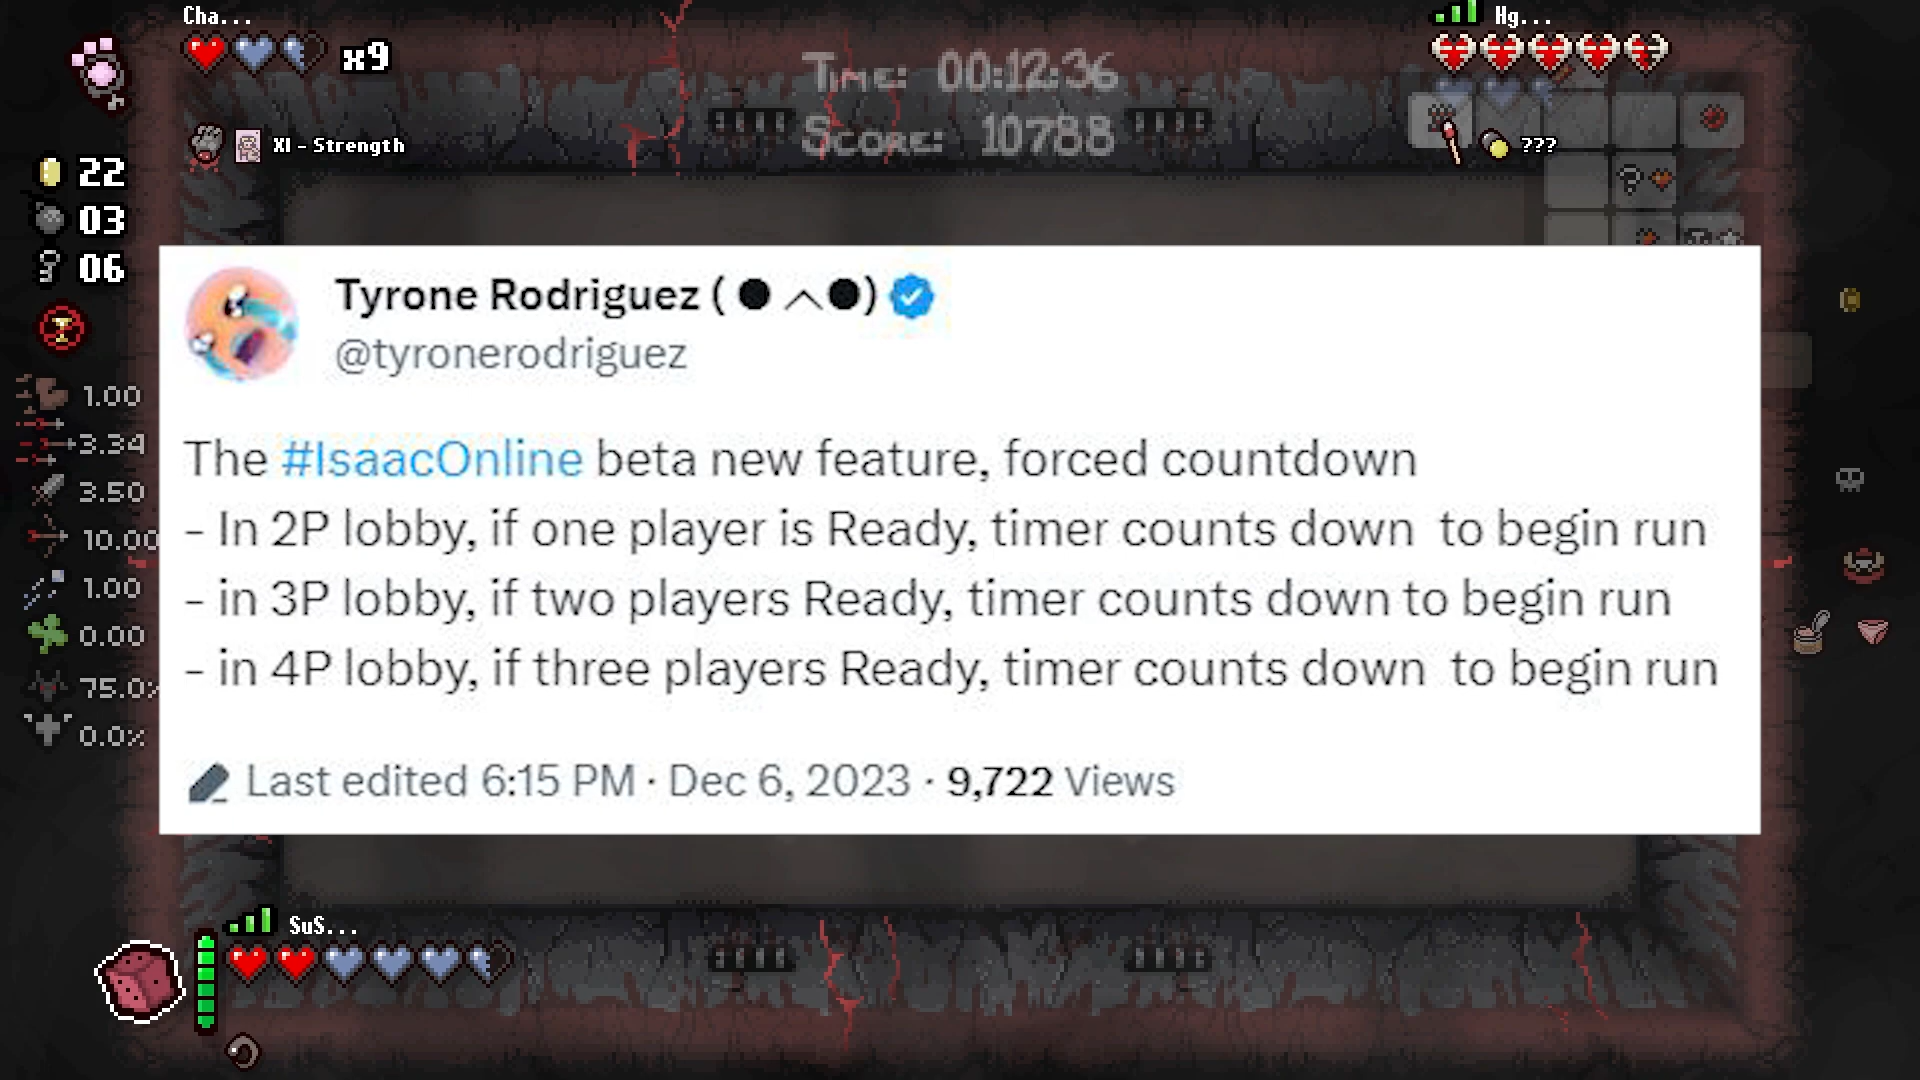 Cha...
x9
Time: 00:12:36
Score: 10788
Hg...
XI - Strength
???
22
03
06
1.00
+3.34
3.50
10.00
1.00
0.00
75.0%
0.0%
Tyrone Rodriguez ( ● ︿ ●)
@tyronerodriguez
The #IsaacOnline beta new feature, forced countdown
- In 2P lobby, if one player is Ready, timer counts down to begin run
- in 3P lobby, if two players Ready, timer counts down to begin run
- in 4P lobby, if three players Ready, timer counts down to begin run
Last edited 6:15 PM · Dec 6, 2023 · 9,722 Views
SuS...